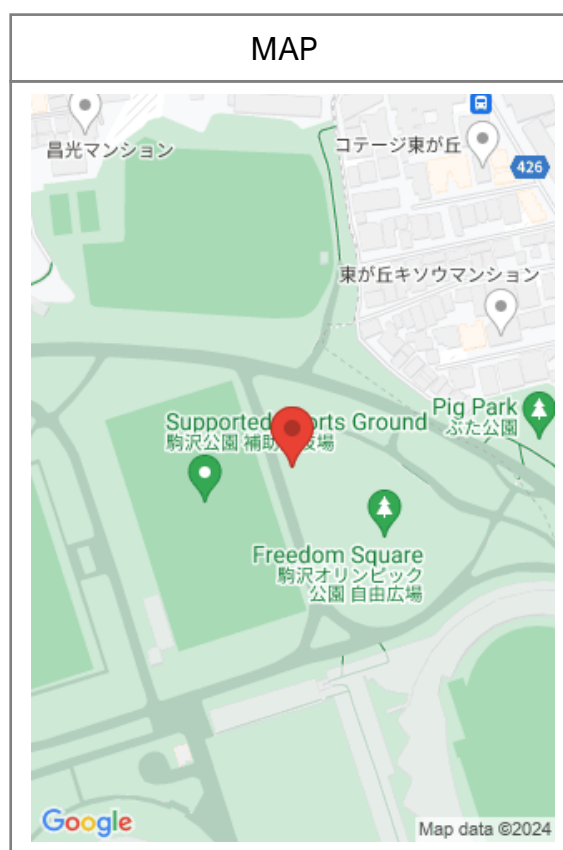 MAP
昌光マンション
コテージ東が丘
426
東が丘キソウマンション
Pig Park
ぶた公園
Supported Ground
駒沢公園 補助 場
Freedom Square
駒沢オリンピック
公園 自由広場
Google
Map data ©2024